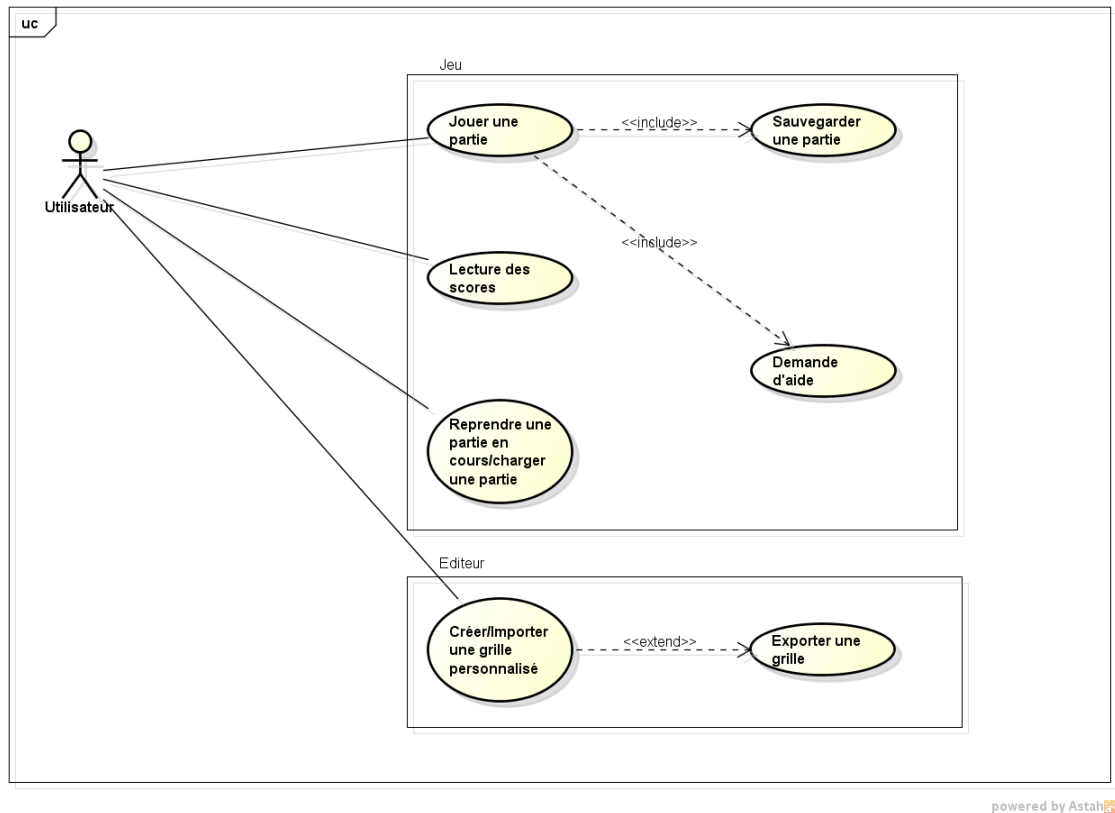 uc
Jeu
Jouer une
partie
<<include>>
Sauvegarder
une partie
Utilisateur
<<include>>
Lecture des
scores
Demande
d'aide
Reprendre une
partie en
cours/charger
une partie
Editeur
Créer/Importer
une grille
personnalisé
<<extend>>
Exporter une
grille
powered by Astah